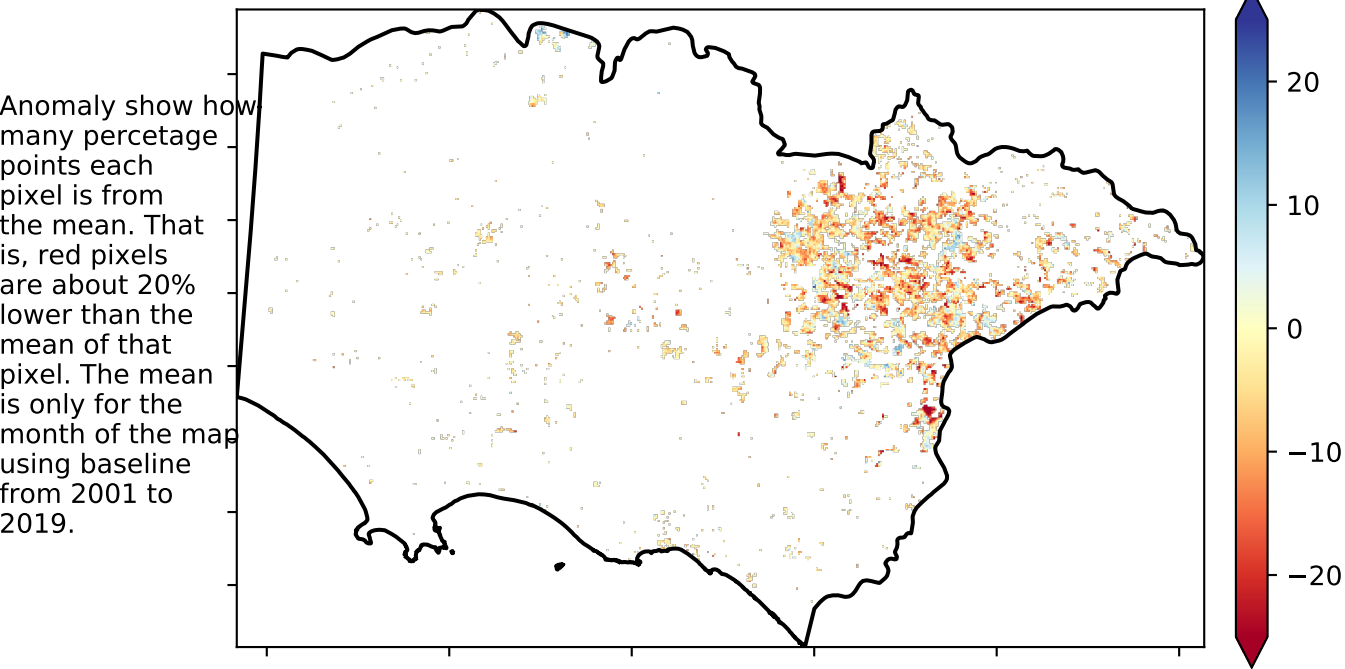 Anomaly show how
many percetage
points each
pixel is from
the mean. That
is, red pixels
are about 20%
lower than the
mean of that
pixel. The mean
is only for the
month of the map
using baseline
from 2001 to
2019.
20
10
0
−10
−20